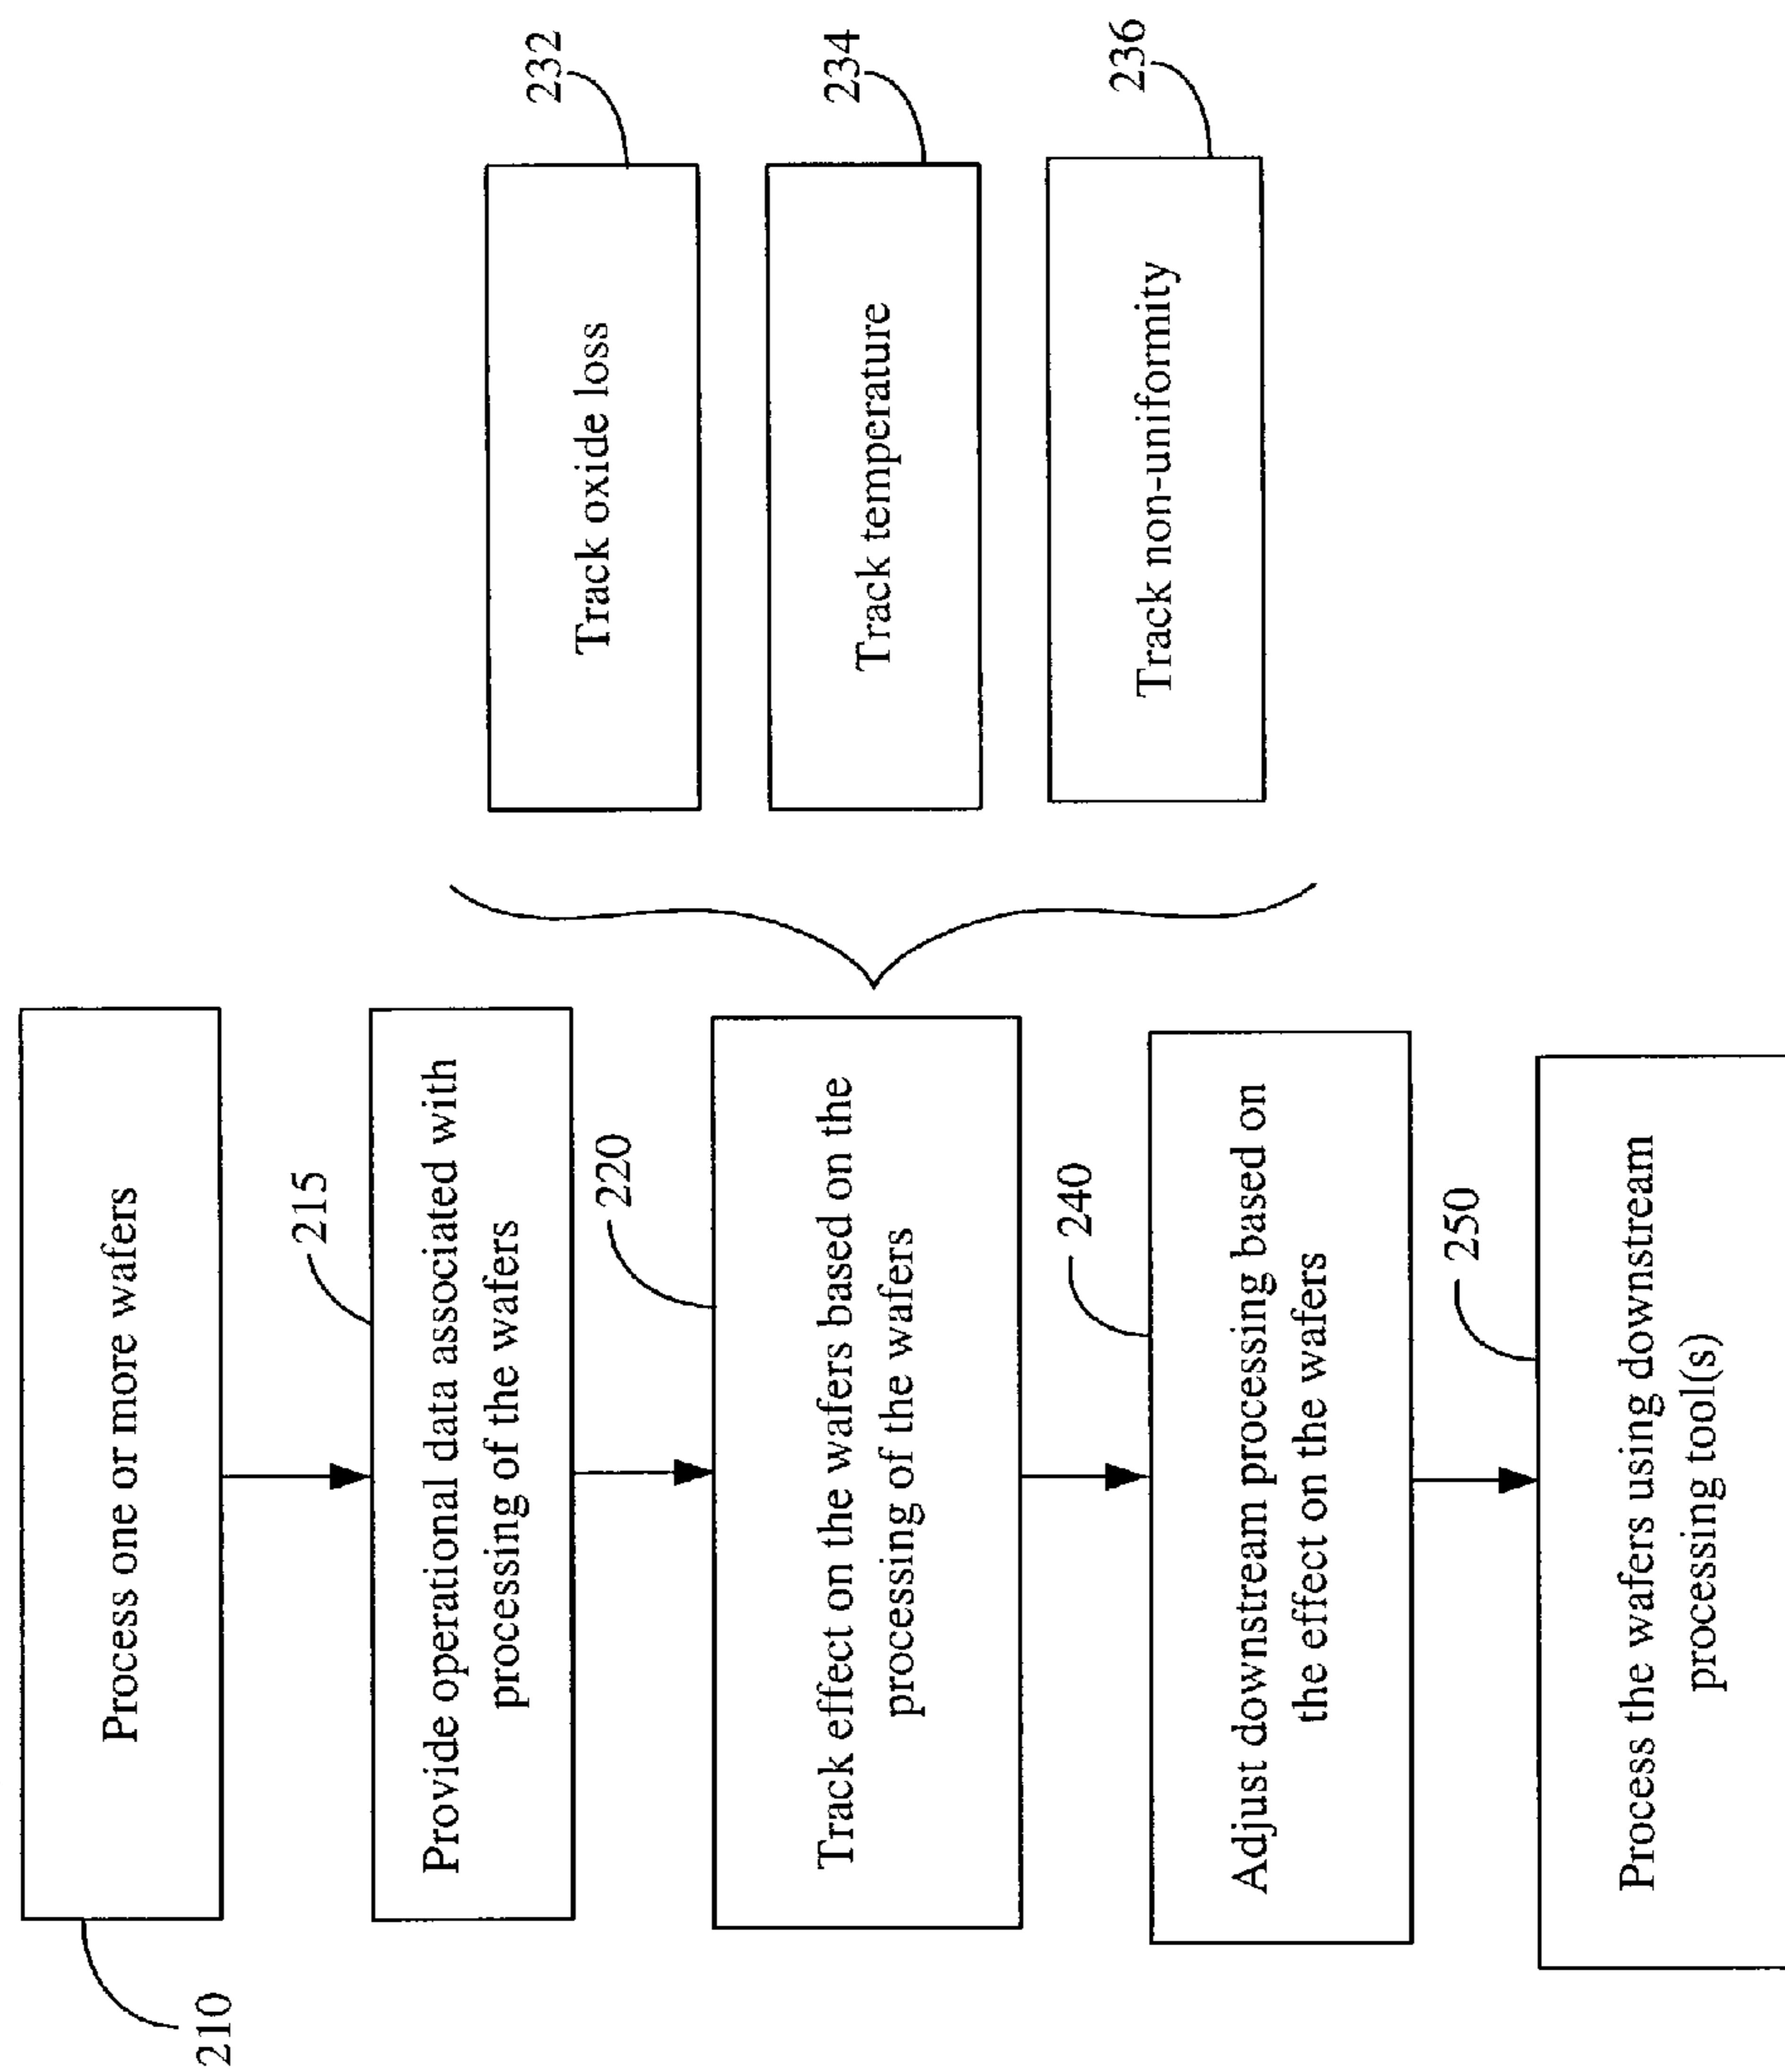 210
Process one or more wafers
215
Provide operational data associated with
processing of the wafers
220
Track effect on the wafers based on the
processing of the wafers
232
Track oxide loss
234
Track temperature
236
Track non-uniformity
240
Adjust downstream processing based on
the effect on the wafers
250
Process the wafers using downstream
processing tool(s)